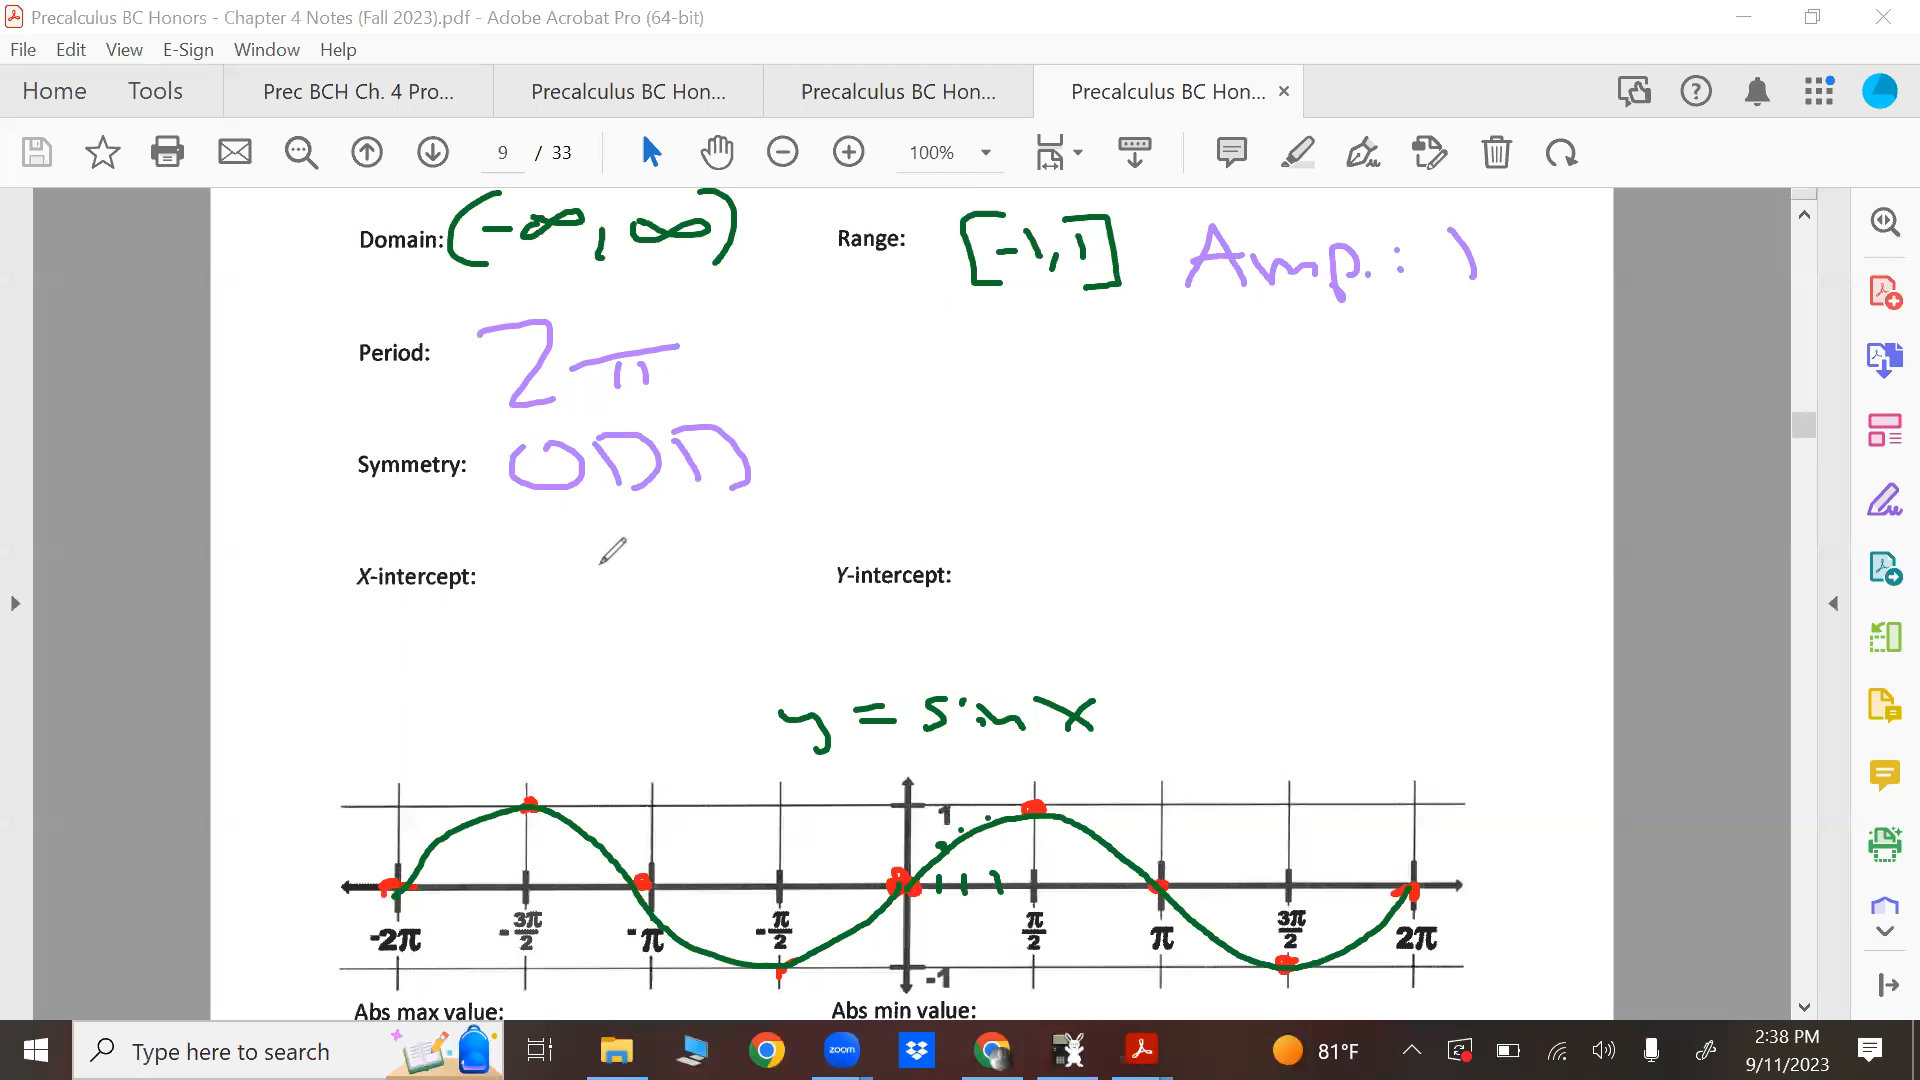 Precalculus BC Honors - Chapter 4 Notes (Fall 2023).pdf - Adobe Acrobat Pro (64-bit)
File Edit View E-Sign Window Help
Home Tools Prec BCH Ch. 4 Pro... Precalculus BC Hon... Precalculus BC Hon... Precalculus BC Hon... ×
9 / 33 100%
Domain: (-∞, ∞) Range: [-1, 1] Amp.: 1
Period: 2π
Symmetry: ODD
X-intercept: Y-intercept:
y = sin x
1
-2π -3π/2 -π -π/2 π/2 π 3π/2 2π
-1
Abs max value: Abs min value:
Type here to search zoom 81°F 2:38 PM
9/11/2023